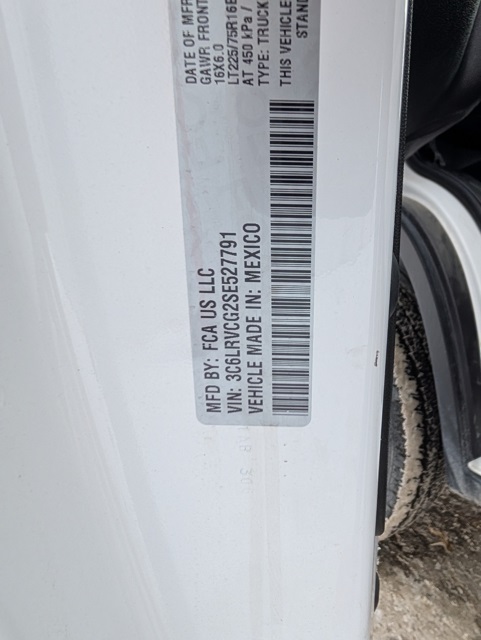 MFD BY: FCA US LLC
VIN: 3C6LRVCG2SE527791
VEHICLE MADE IN: MEXICO
DATE OF MFR
GAWR FRONT
16X6.0
LT225/75R16E
AT 450 kPa /
TYPE: TRUCK
THIS VEHICLE
STAN